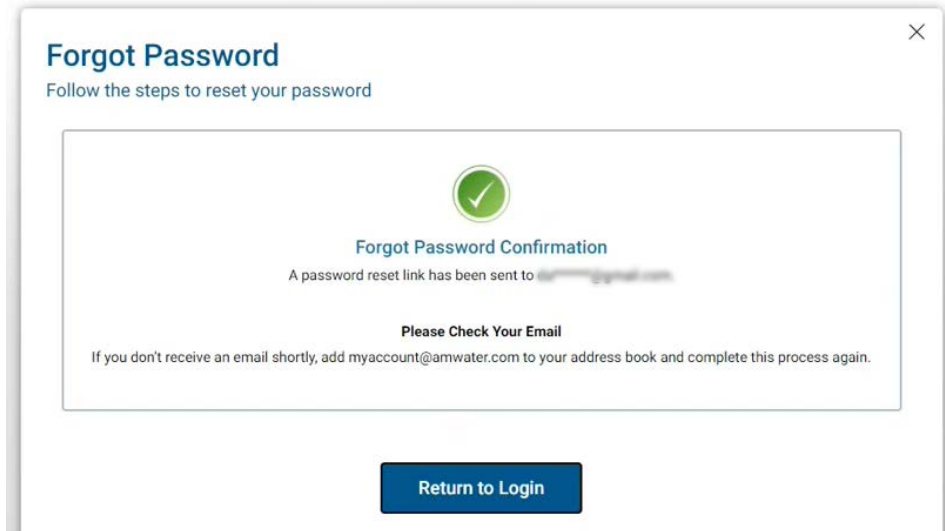 Forgot Password
Follow the steps to reset your password
Forgot Password Confirmation
A password reset link has been sent to
Please Check Your Email
If you don't receive an email shortly, add myaccount@amwater.com to your address book and complete this process again.
Return to Login